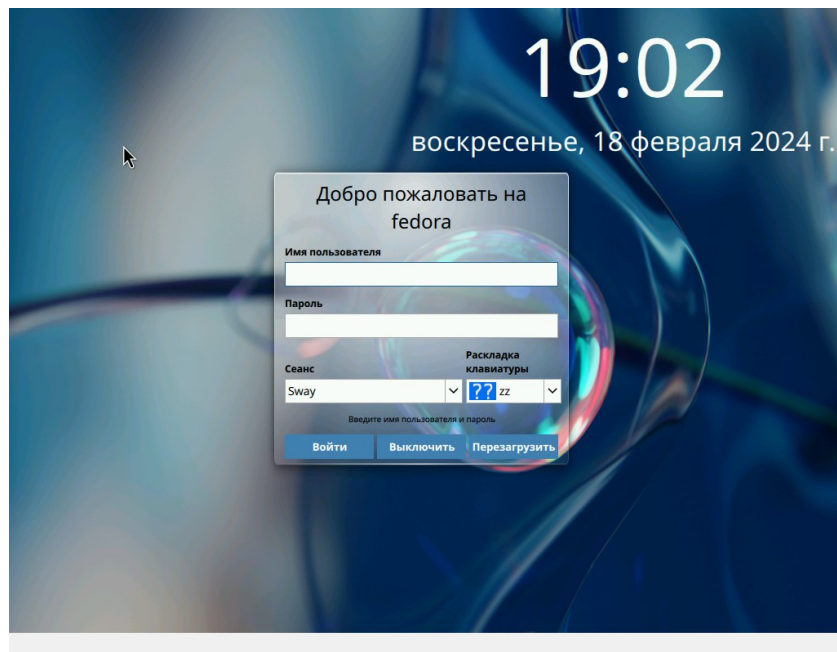 19:02
воскресенье, 18 февраля 2024 г.
Добро пожаловать на
fedora
Имя пользователя
Пароль
Сеанс
Раскладка
клавиатуры
Sway
?? zz
Введите имя пользователя и пароль
Войти Выключить Перезагрузить